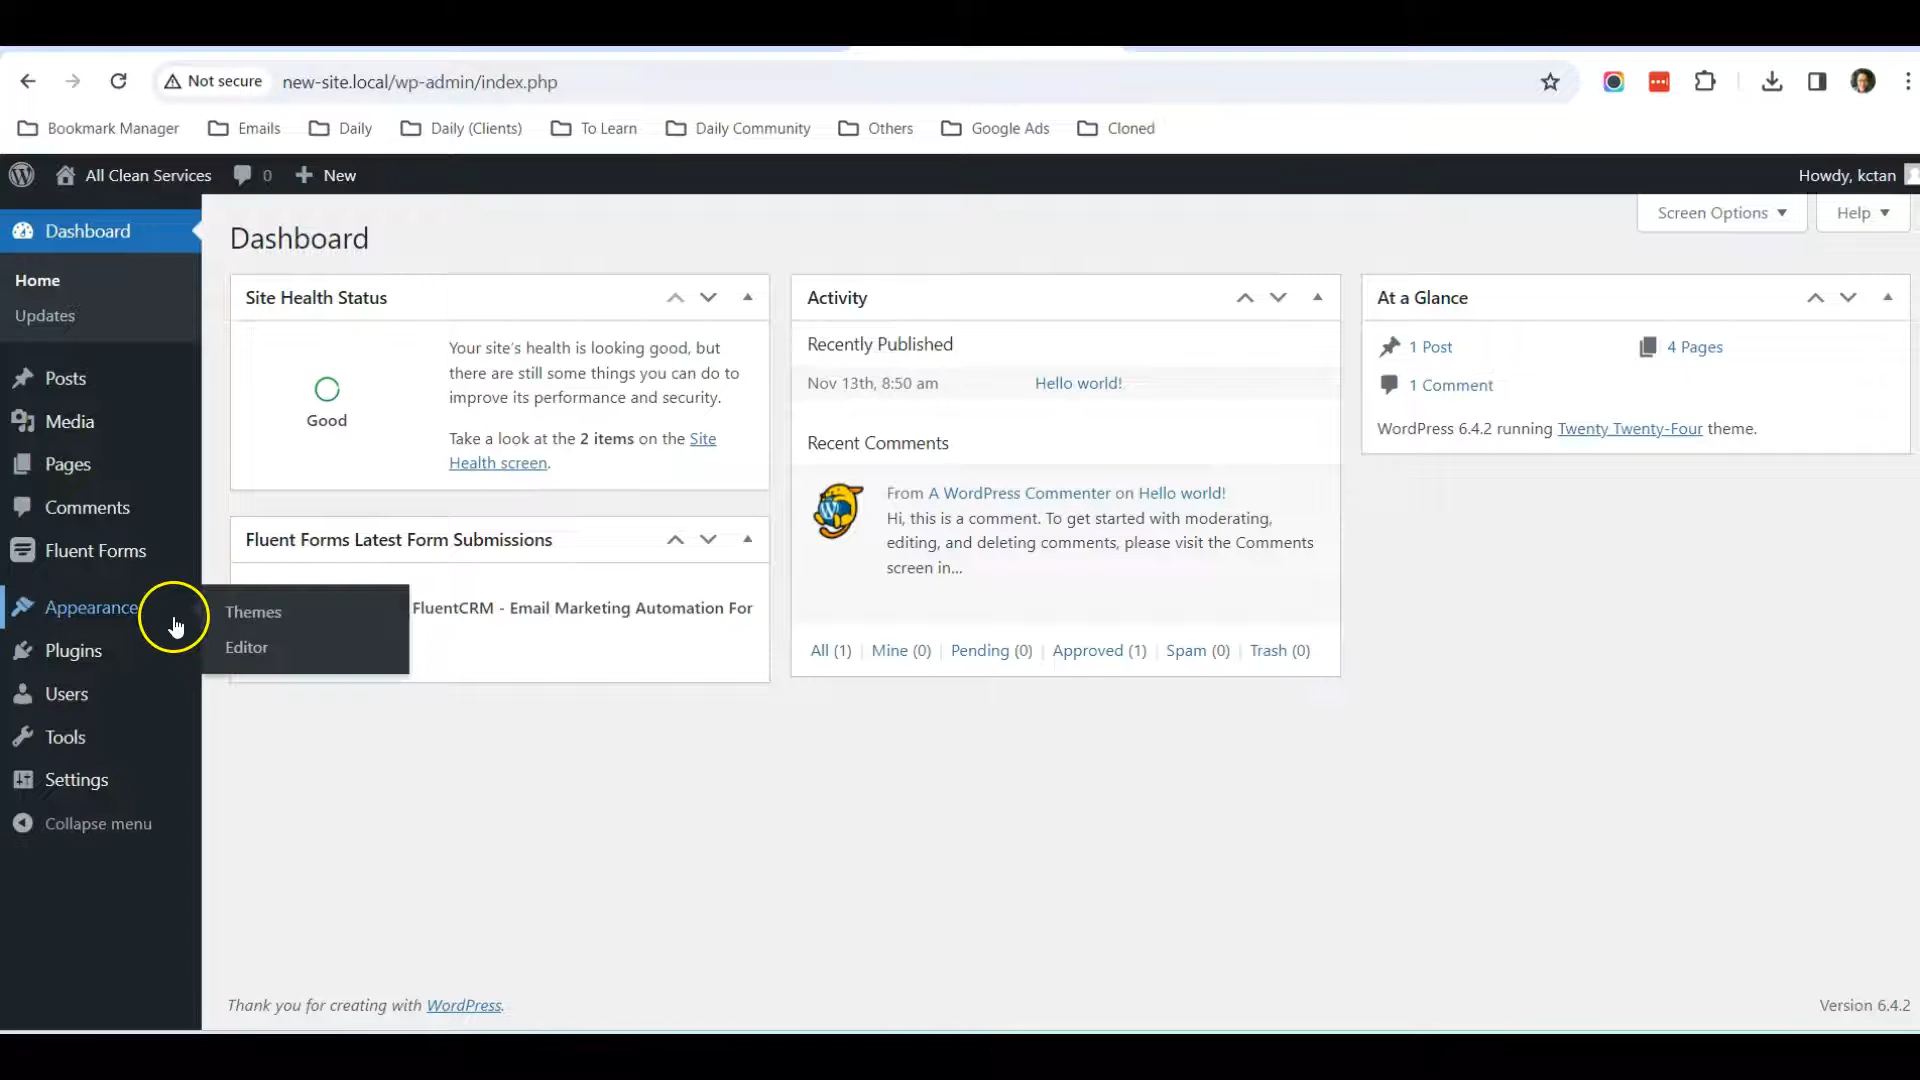 Not secure
new-site.local/wp-admin/index.php
Bookmark Manager
Emails
Daily
Daily (Clients)
To Learn
Daily Community
Others
Google Ads
Cloned
All Clean Services
0
New
Howdy, kctan
Dashboard
Home
Updates
Posts
Media
Pages
Comments
Fluent Forms
Appearance
Plugins
Users
Tools
Settings
Collapse menu
Themes
Editor
Screen Options
Help
Dashboard
Site Health Status
Good
Your site's health is looking good, but
there are still some things you can do to
improve its performance and security.
Take a look at the 2 items on the Site
Health screen.
Fluent Forms Latest Form Submissions
FluentCRM - Email Marketing Automation For
Activity
Recently Published
Nov 13th, 8:50 am
Hello world!
Recent Comments
From A WordPress Commenter on Hello world!
Hi, this is a comment. To get started with moderating,
editing, and deleting comments, please visit the Comments
screen in...
All (1) | Mine (0) | Pending (0) | Approved (1) | Spam (0) | Trash (0)
At a Glance
1 Post
4 Pages
1 Comment
WordPress 6.4.2 running Twenty Twenty-Four theme.
Thank you for creating with WordPress.
Version 6.4.2